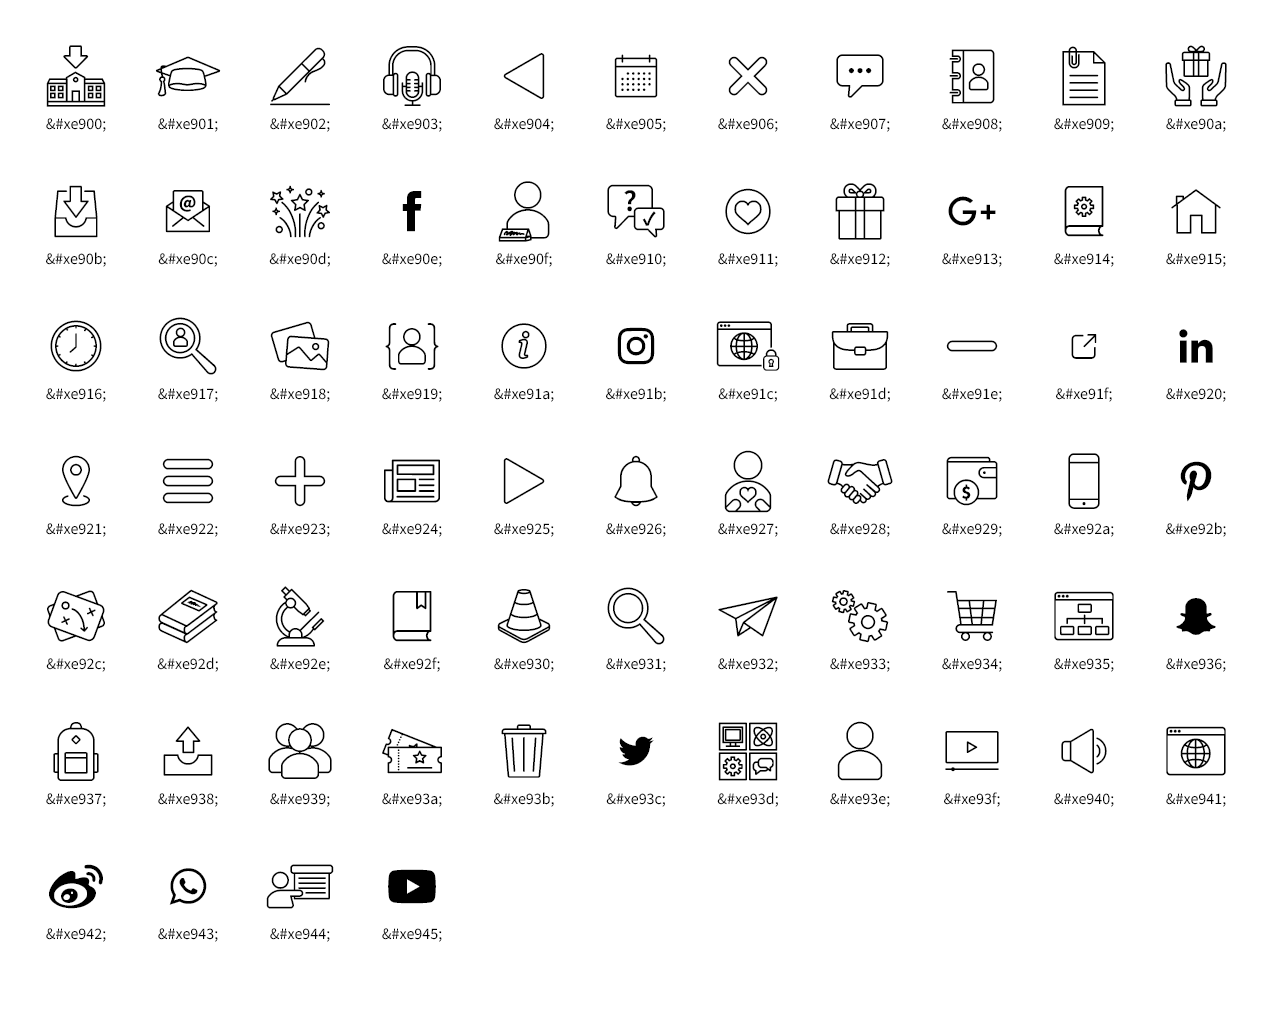 &#xe900; &#xe901; &#xe902; &#xe903; &#xe904; &#xe905; &#xe906; &#xe907; &#xe908; &#xe909; &#xe90a;
@ ? G+
&#xe90b; &#xe90c; &#xe90d; &#xe90e; &#xe90f; &#xe910; &#xe911; &#xe912; &#xe913; &#xe914; &#xe915;
i in
&#xe916; &#xe917; &#xe918; &#xe919; &#xe91a; &#xe91b; &#xe91c; &#xe91d; &#xe91e; &#xe91f; &#xe920;
$
&#xe921; &#xe922; &#xe923; &#xe924; &#xe925; &#xe926; &#xe927; &#xe928; &#xe929; &#xe92a; &#xe92b;
&#xe92c; &#xe92d; &#xe92e; &#xe92f; &#xe930; &#xe931; &#xe932; &#xe933; &#xe934; &#xe935; &#xe936;
&#xe937; &#xe938; &#xe939; &#xe93a; &#xe93b; &#xe93c; &#xe93d; &#xe93e; &#xe93f; &#xe940; &#xe941;
&#xe942; &#xe943; &#xe944; &#xe945;